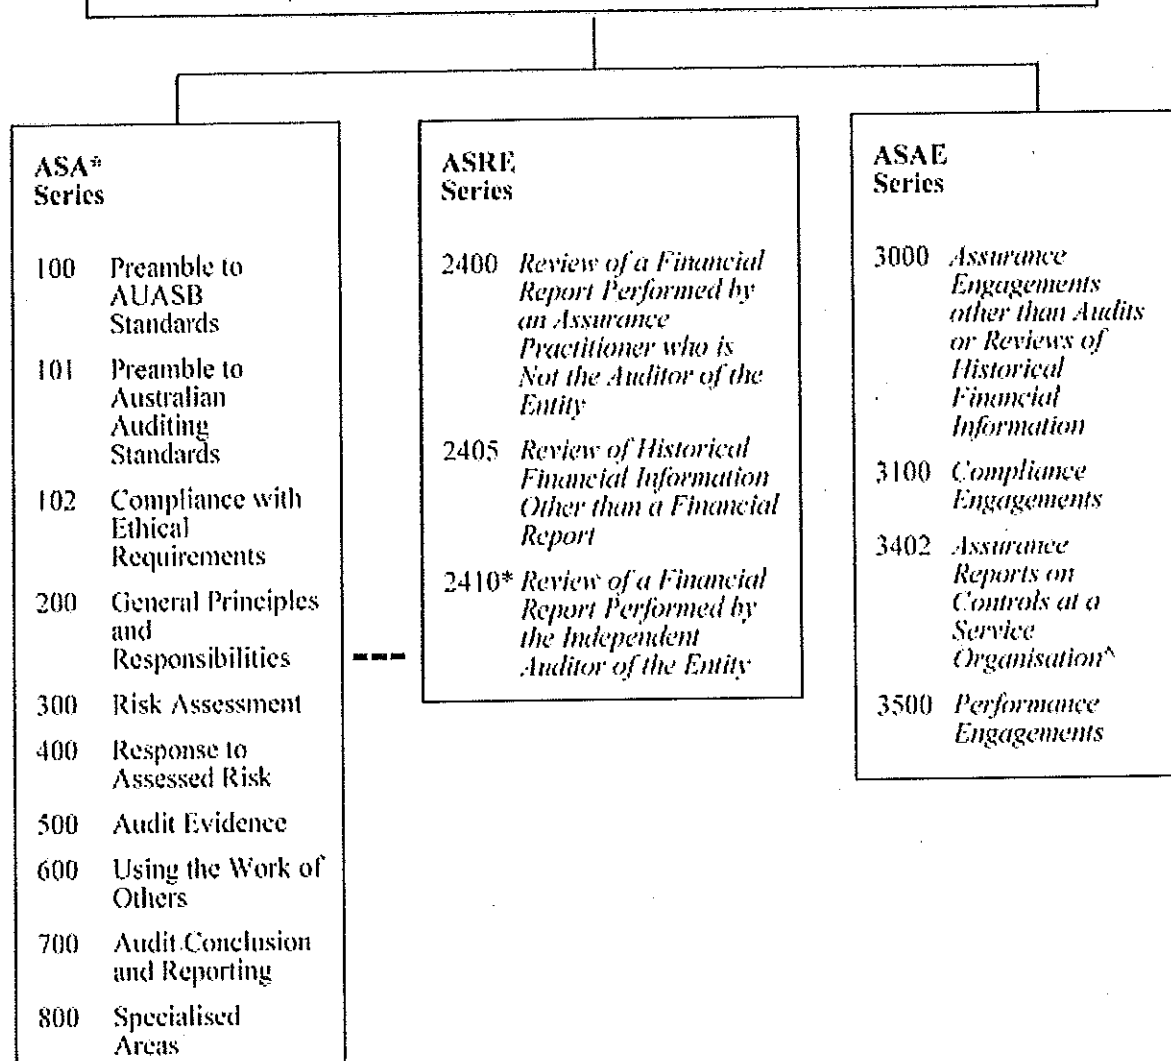 ASA*
Series
100 Preamble to
AUASB
Standards
101 Preamble to
Australian
Auditing
Standards
102 Compliance with
Ethical
Requirements
200 General Principles
and
Responsibilities
300 Risk Assessment
400 Response to
Assessed Risk
500 Audit Evidence
600 Using the Work of
Others
700 Audit Conclusion
and Reporting
800 Specialised
Areas
ASRE
Series
2400 Review of a Financial
Report Performed by
an Assurance
Practitioner who is
Not the Auditor of the
Entity
2405 Review of Historical
Financial Information
Other than a Financial
Report
2410* Review of a Financial
Report Performed by
the Independent
Auditor of the Entity
ASAE
Series
3000 Assurance
Engagements
other than Audits
or Reviews of
Historical
Financial
Information
3100 Compliance
Engagements
3402 Assurance
Reports on
Controls at a
Service
Organisation^
3500 Performance
Engagements